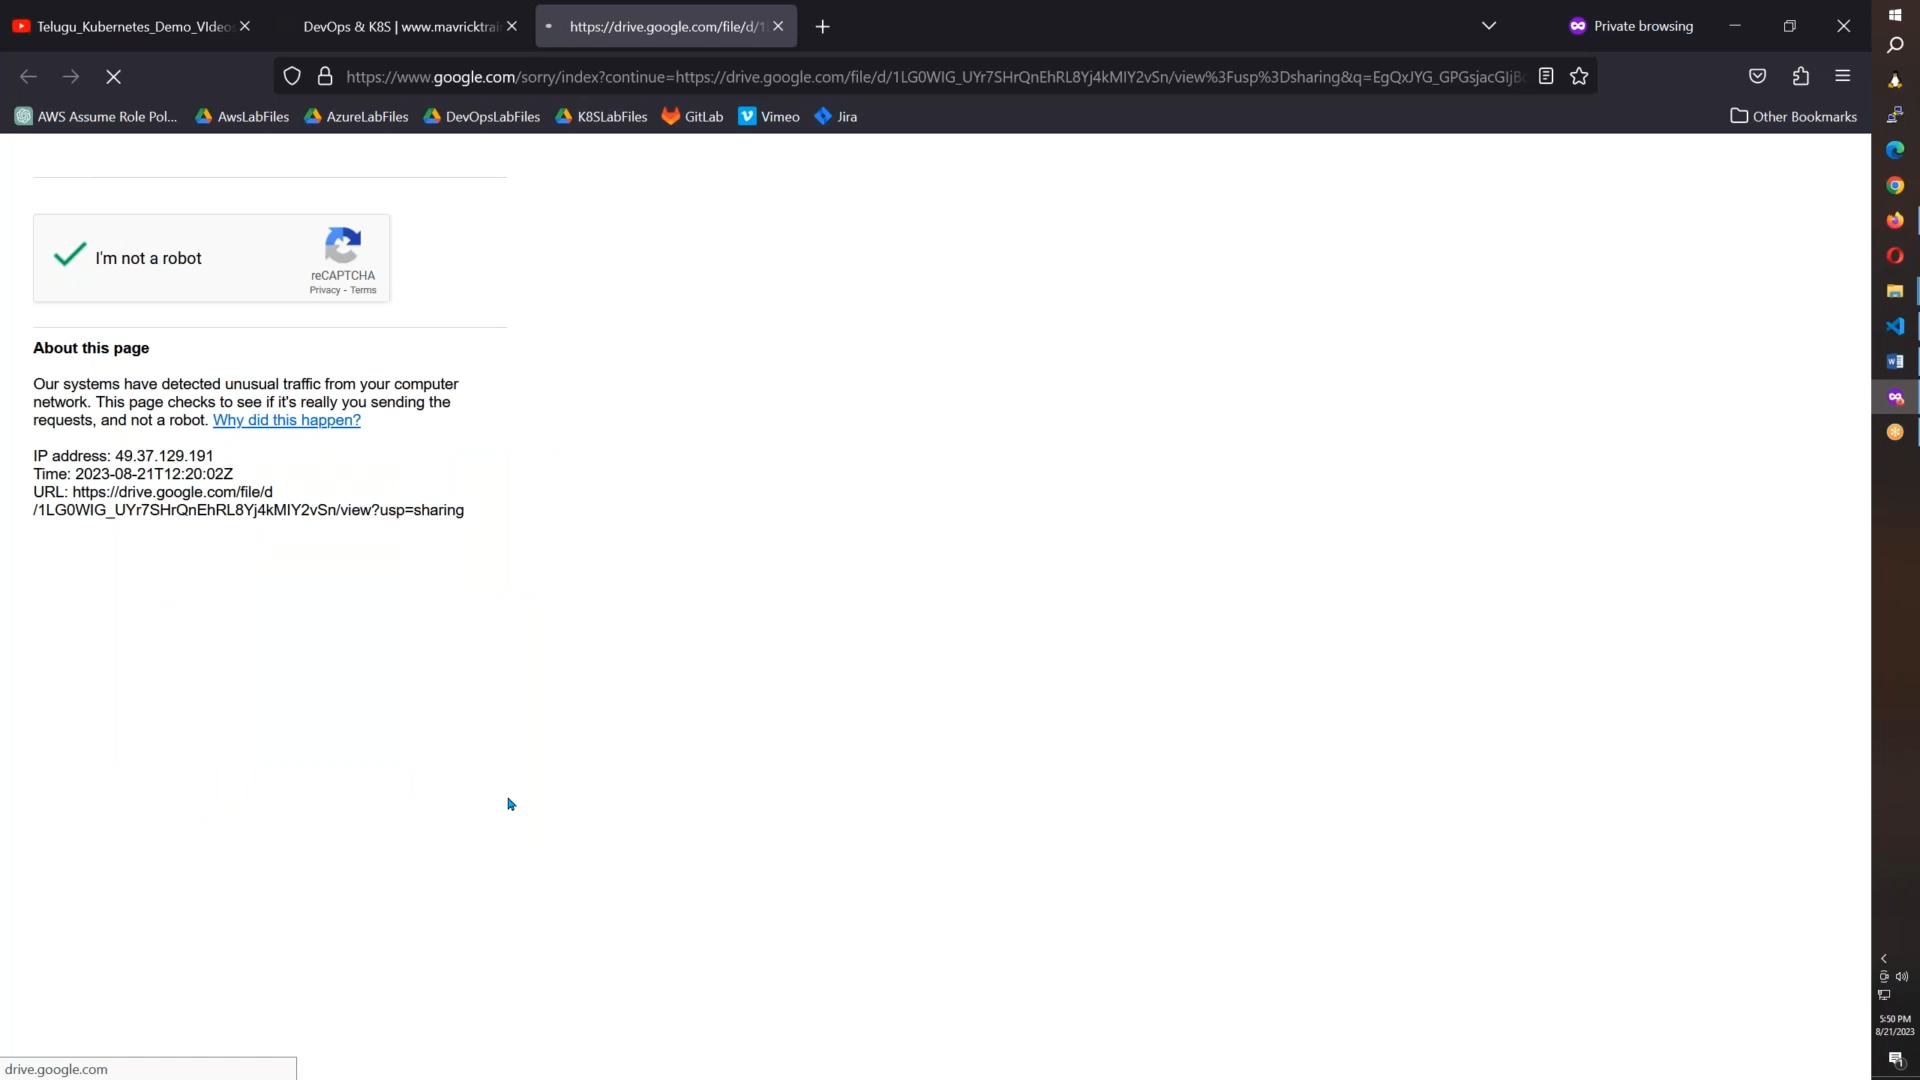 Telugu_Kubernetes_Demo_VIdeos
DevOps & K8S | www.mavricktrai
https://drive.google.com/file/d/1
Private browsing
https://www.google.com/sorry/index?continue=https://drive.google.com/file/d/1LG0WIG_UYr7SHrQnEhRL8Yj4kMIY2vSn/view%3Fusp%3Dsharing&q=EgQxJYG_GPGsjacGIjB
AWS Assume Role Pol...
AwsLabFiles
AzureLabFiles
DevOpsLabFiles
K8SLabFiles
GitLab
Vimeo
Jira
Other Bookmarks
I'm not a robot
reCAPTCHA
Privacy - Terms
About this page
Our systems have detected unusual traffic from your computer
network. This page checks to see if it's really you sending the
requests, and not a robot. Why did this happen?
IP address: 49.37.129.191
Time: 2023-08-21T12:20:02Z
URL: https://drive.google.com/file/d
/1LG0WIG_UYr7SHrQnEhRL8Yj4kMIY2vSn/view?usp=sharing
drive.google.com
5:50 PM
8/21/2023
1